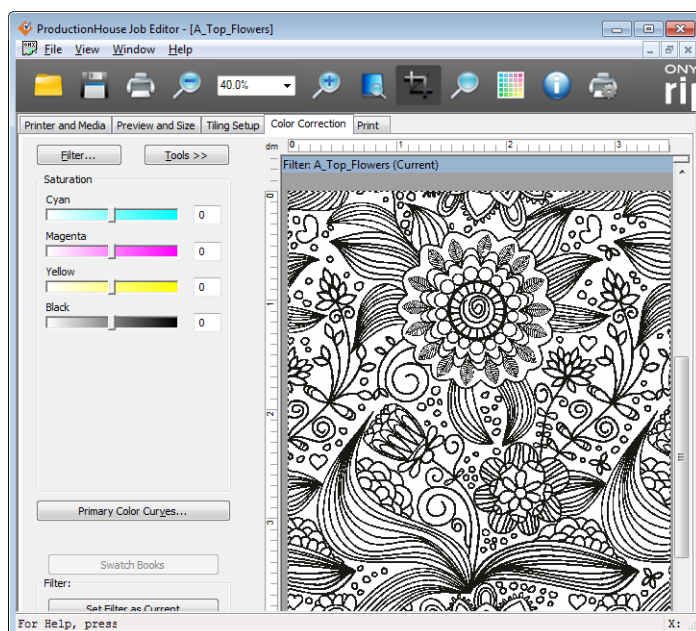 ProductionHouse Job Editor - [A_Top_Flowers]
File View Window Help
40.0%
ONY
rip
Printer and Media Preview and Size Tiling Setup Color Correction Print
Filter... Tools >>
dm 0 1 2 3
Filter: A_Top_Flowers (Current)
Saturation
Cyan
0
Magenta
0
Yellow
0
Black
0
0
1
2
3
Primary Color Curves...
Swatch Books
Filter:
Set Filter as Current
For Help, press
X: